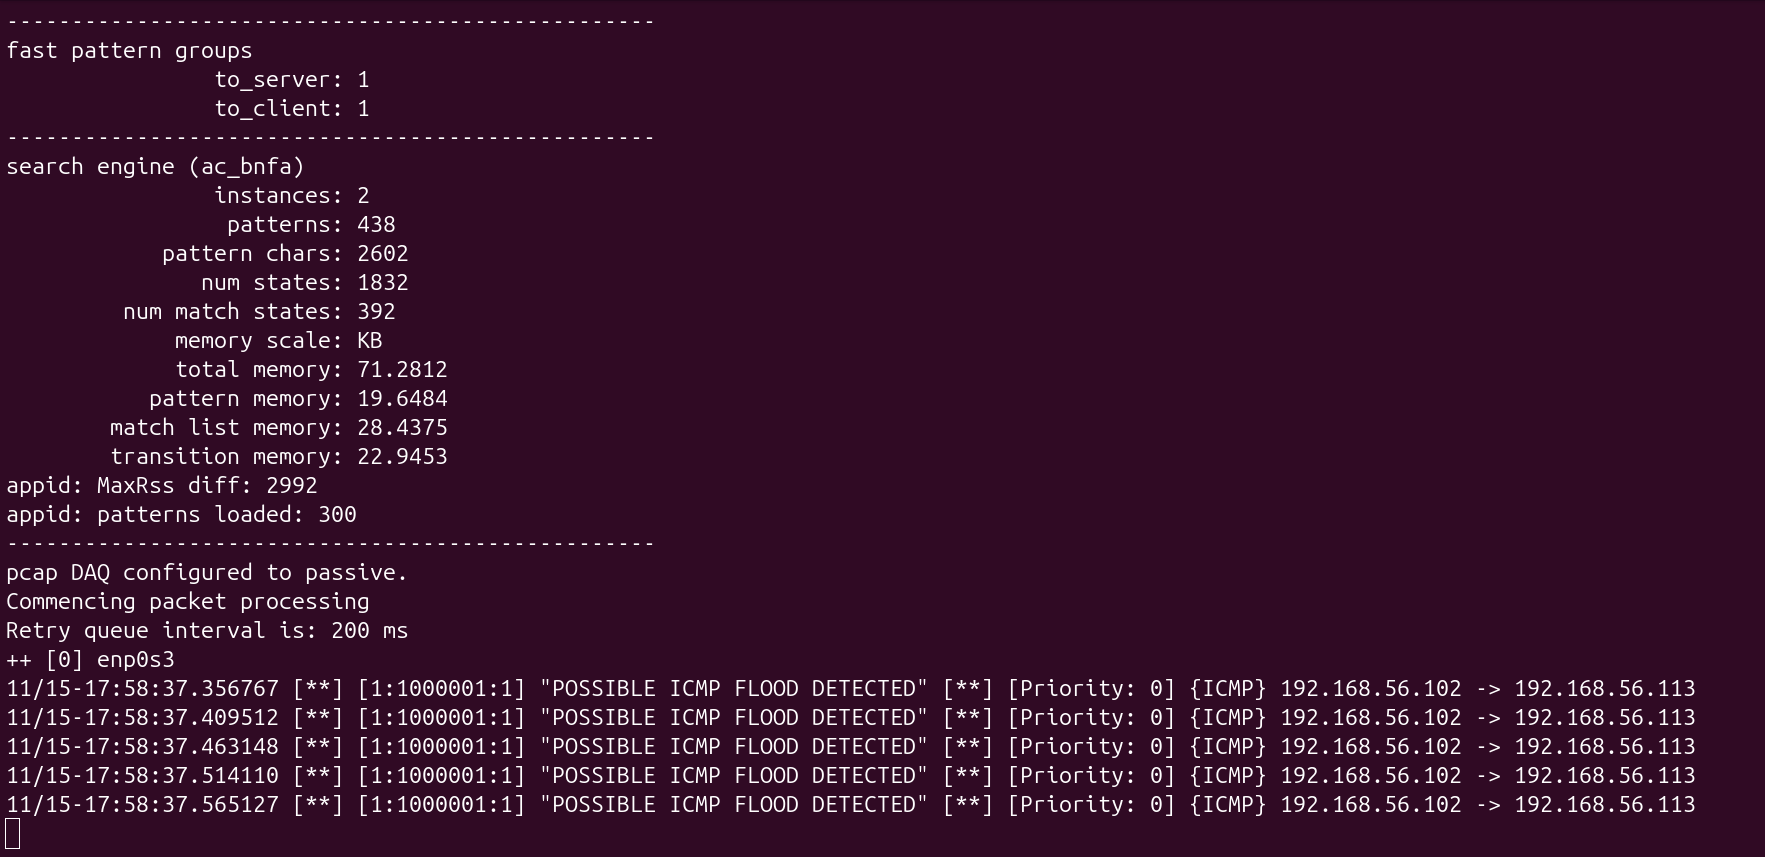 --------------------------------------------------
fast pattern groups
                to_server: 1
                to_client: 1
--------------------------------------------------
search engine (ac_bnfa)
                instances: 2
                 patterns: 438
            pattern chars: 2602
               num states: 1832
         num match states: 392
             memory scale: KB
             total memory: 71.2812
           pattern memory: 19.6484
        match list memory: 28.4375
        transition memory: 22.9453
appid: MaxRss diff: 2992
appid: patterns loaded: 300
--------------------------------------------------
pcap DAQ configured to passive.
Commencing packet processing
Retry queue interval is: 200 ms
++ [0] enp0s3
11/15-17:58:37.356767 [**] [1:1000001:1] "POSSIBLE ICMP FLOOD DETECTED" [**] [Priority: 0] {ICMP} 192.168.56.102 -> 192.168.56.113
11/15-17:58:37.409512 [**] [1:1000001:1] "POSSIBLE ICMP FLOOD DETECTED" [**] [Priority: 0] {ICMP} 192.168.56.102 -> 192.168.56.113
11/15-17:58:37.463148 [**] [1:1000001:1] "POSSIBLE ICMP FLOOD DETECTED" [**] [Priority: 0] {ICMP} 192.168.56.102 -> 192.168.56.113
11/15-17:58:37.514110 [**] [1:1000001:1] "POSSIBLE ICMP FLOOD DETECTED" [**] [Priority: 0] {ICMP} 192.168.56.102 -> 192.168.56.113
11/15-17:58:37.565127 [**] [1:1000001:1] "POSSIBLE ICMP FLOOD DETECTED" [**] [Priority: 0] {ICMP} 192.168.56.102 -> 192.168.56.113